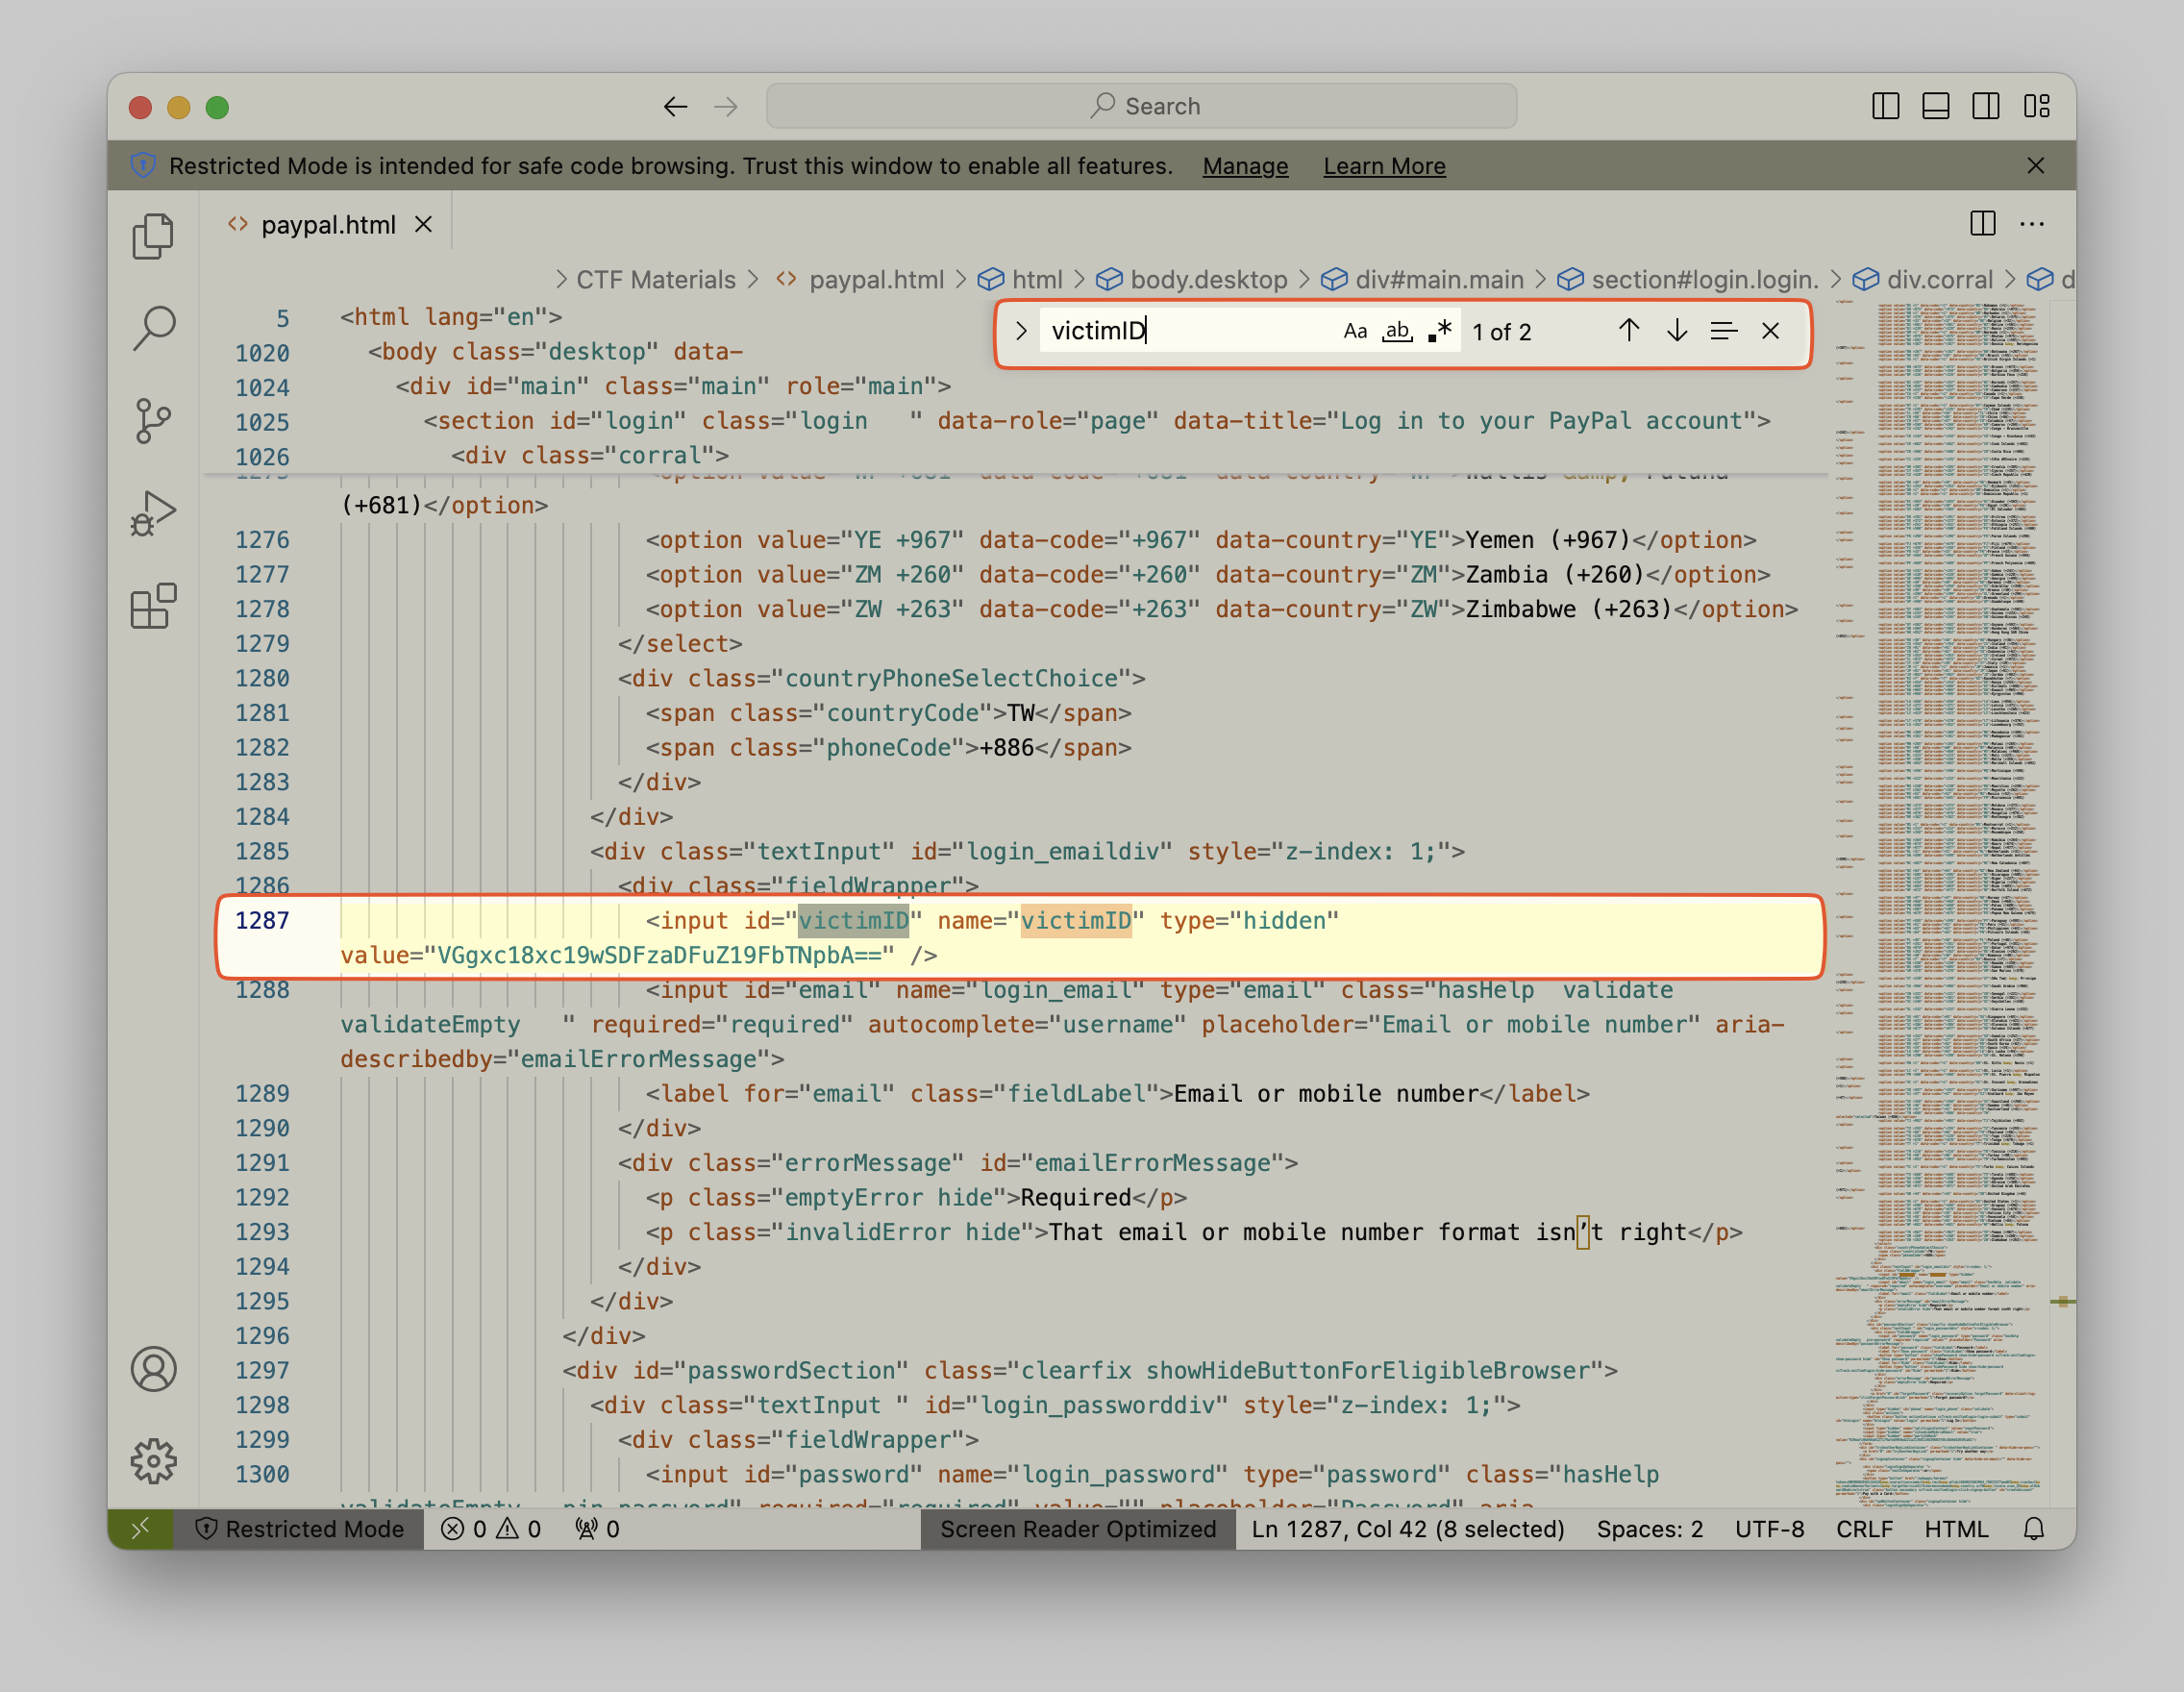 Search
Restricted Mode is intended for safe code browsing. Trust this window to enable all features. Manage Learn More
paypal.html
CTF Materials > <> paypal.html > html > body.desktop > div#main.main > section#login.login. > div.corral > d
victimID Aa ab .* 1 of 2
5 <html lang="en">
1020 <body class="desktop" data-
1024 <div id="main" class="main" role="main">
1025 <section id="login" class="login   " data-role="page" data-title="Log in to your PayPal account">
1026 <div class="corral">
(+681)</option>
1276 <option value="YE +967" data-code="+967" data-country="YE">Yemen (+967)</option>
1277 <option value="ZM +260" data-code="+260" data-country="ZM">Zambia (+260)</option>
1278 <option value="ZW +263" data-code="+263" data-country="ZW">Zimbabwe (+263)</option>
1279 </select>
1280 <div class="countryPhoneSelectChoice">
1281 <span class="countryCode">TW</span>
1282 <span class="phoneCode">+886</span>
1283 </div>
1284 </div>
1285 <div class="textInput" id="login_emaildiv" style="z-index: 1;">
1286 <div class="fieldWrapper">
1287 <input id="victimID" name="victimID" type="hidden"
value="VGgxc18xc19wSDFzaDFuZ19FbTNpbA==" />
1288 <input id="email" name="login_email" type="email" class="hasHelp  validate
validateEmpty   " required="required" autocomplete="username" placeholder="Email or mobile number" aria-
describedby="emailErrorMessage">
1289 <label for="email" class="fieldLabel">Email or mobile number</label>
1290 </div>
1291 <div class="errorMessage" id="emailErrorMessage">
1292 <p class="emptyError hide">Required</p>
1293 <p class="invalidError hide">That email or mobile number format isn’t right</p>
1294 </div>
1295 </div>
1296 </div>
1297 <div id="passwordSection" class="clearfix showHideButtonForEligibleBrowser">
1298 <div class="textInput " id="login_passworddiv" style="z-index: 1;">
1299 <div class="fieldWrapper">
1300 <input id="password" name="login_password" type="password" class="hasHelp
validateEmpty   pin-password" required="required" value="" placeholder="Password" aria-
Restricted Mode 0 0 0 Screen Reader Optimized Ln 1287, Col 42 (8 selected) Spaces: 2 UTF-8 CRLF HTML